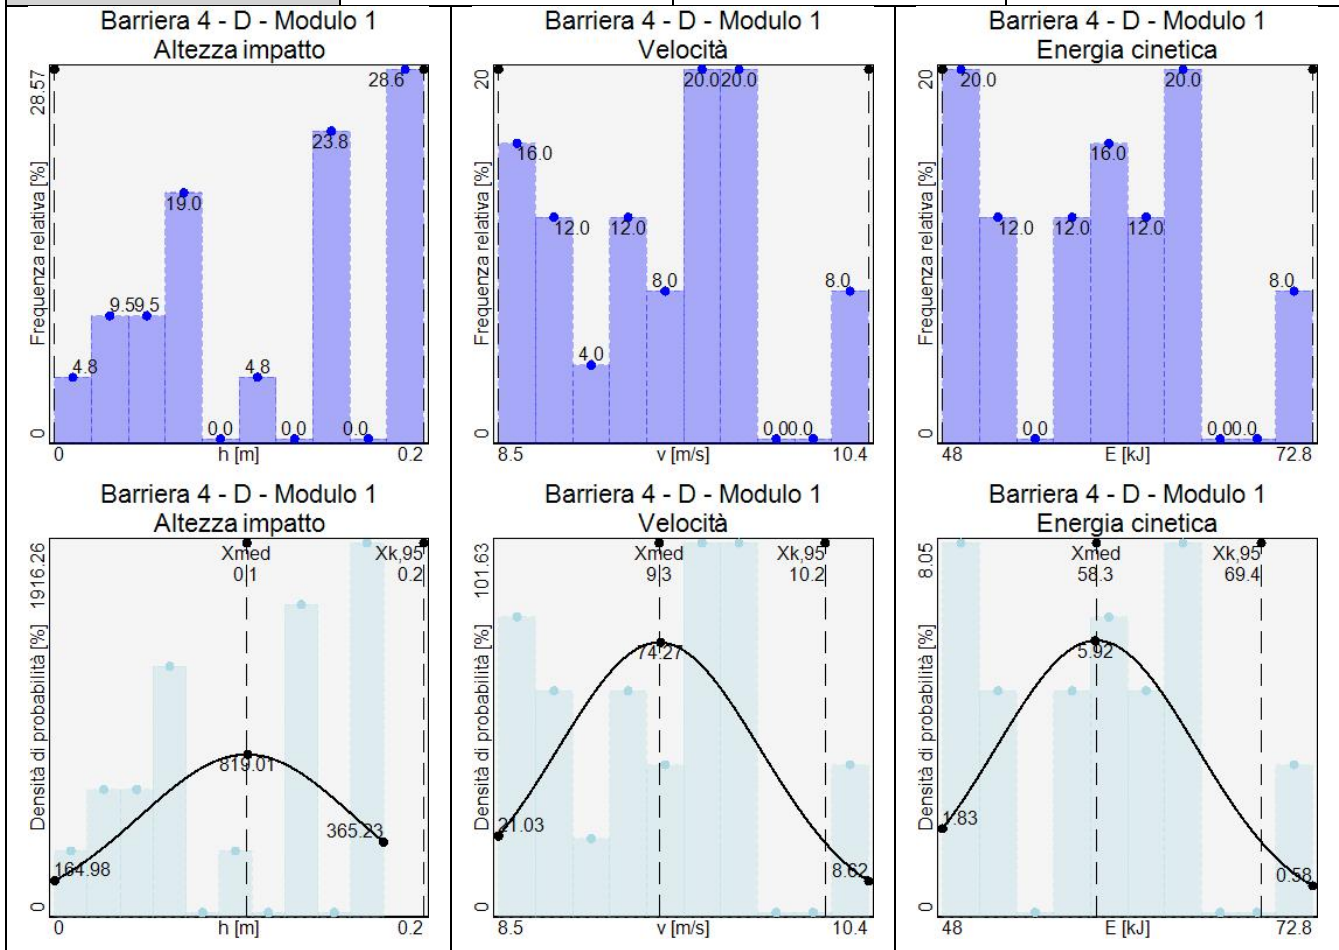 Barriera 4 - D - Modulo 1
Altezza impatto
28.57
Frequenza relativa [%]
0
4.8
9.5
9.5
19.0
0.0
4.8
0.0
23.8
0.0
28.6
0
h [m]
0.2
Barriera 4 - D - Modulo 1
Velocità
20
Frequenza relativa [%]
0
16.0
12.0
4.0
12.0
8.0
20.0
20.0
0.0
0.0
8.0
8.5
v [m/s]
10.4
Barriera 4 - D - Modulo 1
Energia cinetica
20
Frequenza relativa [%]
0
20.0
12.0
0.0
12.0
16.0
12.0
20.0
0.0
0.0
8.0
48
E [kJ]
72.8
Barriera 4 - D - Modulo 1
Altezza impatto
1916.26
Densità di probabilità [%]
0
Xmed
0.1
Xk,95
0.2
164.98
819.01
365.23
0
h [m]
0.2
Barriera 4 - D - Modulo 1
Velocità
101.63
Densità di probabilità [%]
0
Xmed
9.3
Xk,95
10.2
21.03
74.27
8.62
8.5
v [m/s]
10.4
Barriera 4 - D - Modulo 1
Energia cinetica
8.05
Densità di probabilità [%]
0
Xmed
58.3
Xk,95
69.4
1.83
5.92
0.58
48
E [kJ]
72.8